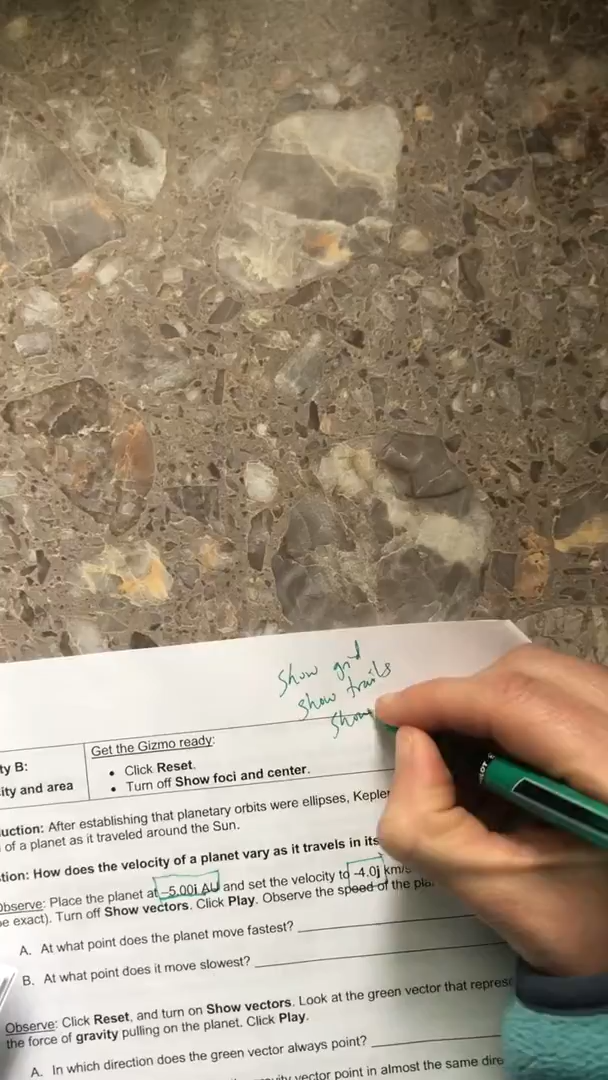 show grid
show trails
show
ty B:
ity and area
Get the Gizmo ready:
• Click Reset.
• Turn off Show foci and center.
uction: After establishing that planetary orbits were ellipses, Kepler
of a planet as it traveled around the Sun.
tion: How does the velocity of a planet vary as it travels in its
Observe: Place the planet at –5.00i AU and set the velocity to -4.0j km/s
be exact). Turn off Show vectors. Click Play. Observe the speed of the pla
A. At what point does the planet move fastest?
B. At what point does it move slowest?
Observe: Click Reset, and turn on Show vectors. Look at the green vector that represe
the force of gravity pulling on the planet. Click Play.
A. In which direction does the green vector always point?
vity vector point in almost the same dire